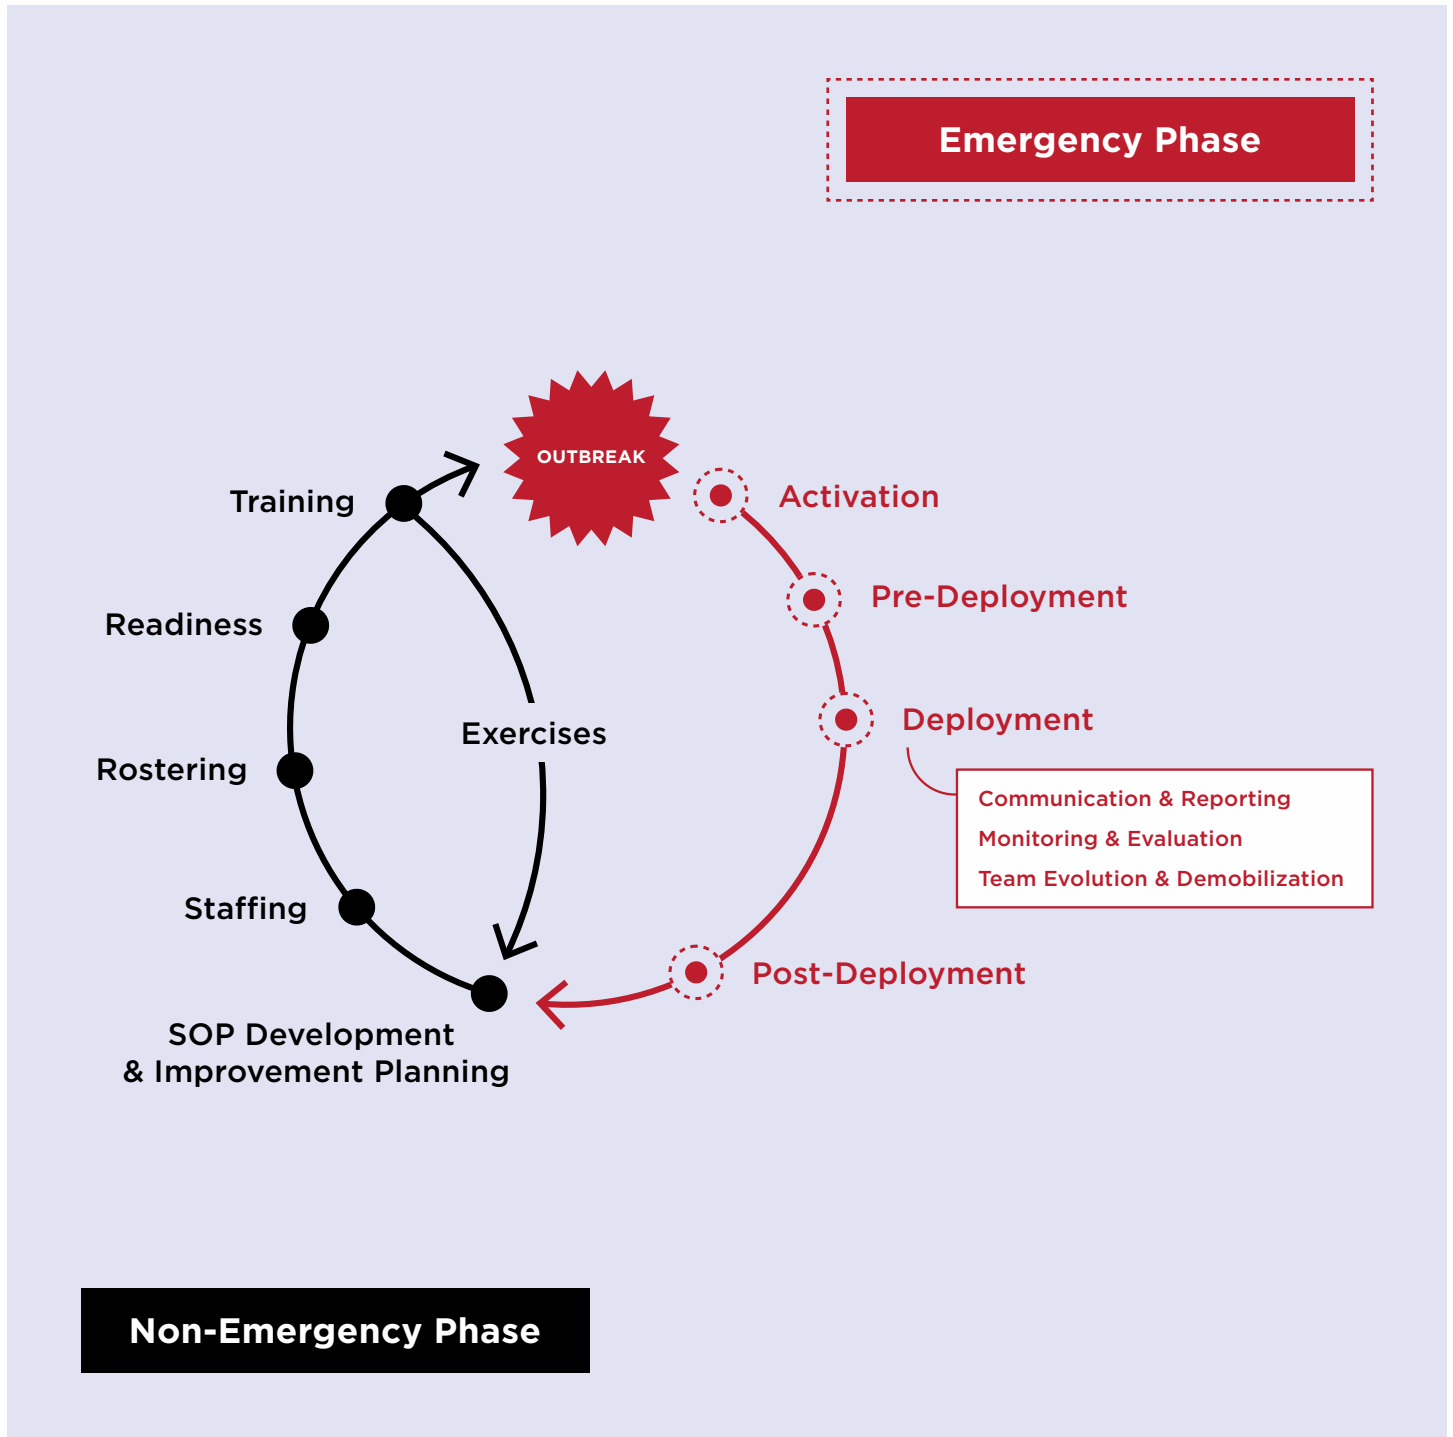 Emergency Phase
OUTBREAK
Training
Activation
Pre-Deployment
Readiness
Deployment
Exercises
Rostering
Communication & Reporting
Monitoring & Evaluation
Team Evolution & Demobilization
Staffing
Post-Deployment
SOP Development
& Improvement Planning
Non-Emergency Phase